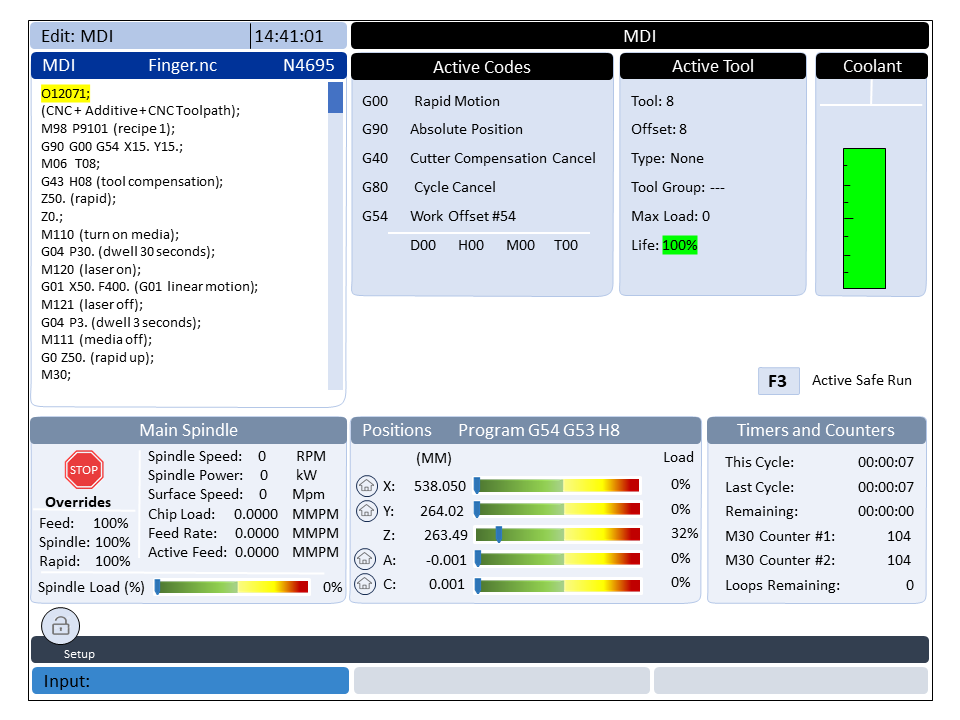 Edit: MDI 14:41:01 MDI
MDI Finger.nc N4695
O12071;
(CNC + Additive+CNC Toolpath);
M98 P9101 (recipe 1);
G90 G00 G54 X15. Y15.;
M06 T08;
G43 H08 (tool compensation);
Z50. (rapid);
Z0.;
M110 (turn on media);
G04 P30. (dwell 30 seconds);
M120 (laser on);
G01 X50. F400. (G01 linear motion);
M121 (laser off);
G04 P3. (dwell 3 seconds);
M111 (media off);
G0 Z50. (rapid up);
M30;
Active Codes
G00 Rapid Motion
G90 Absolute Position
G40 Cutter Compensation Cancel
G80 Cycle Cancel
G54 Work Offset #54
D00 H00 M00 T00
Active Tool
Tool: 8
Offset: 8
Type: None
Tool Group: ---
Max Load: 0
Life: 100%
Coolant
F3 Active Safe Run
Main Spindle
STOP
Overrides
Feed: 100%
Spindle: 100%
Rapid: 100%
Spindle Speed: 0 RPM
Spindle Power: 0 kW
Surface Speed: 0 Mpm
Chip Load: 0.0000 MMPM
Feed Rate: 0.0000 MMPM
Active Feed: 0.0000 MMPM
Spindle Load (%) 0%
Positions Program G54 G53 H8
(MM) Load
X: 538.050 0%
Y: 264.02 0%
Z: 263.49 32%
A: -0.001 0%
C: 0.001 0%
Timers and Counters
This Cycle: 00:00:07
Last Cycle: 00:00:07
Remaining: 00:00:00
M30 Counter #1: 104
M30 Counter #2: 104
Loops Remaining: 0
Setup
Input: